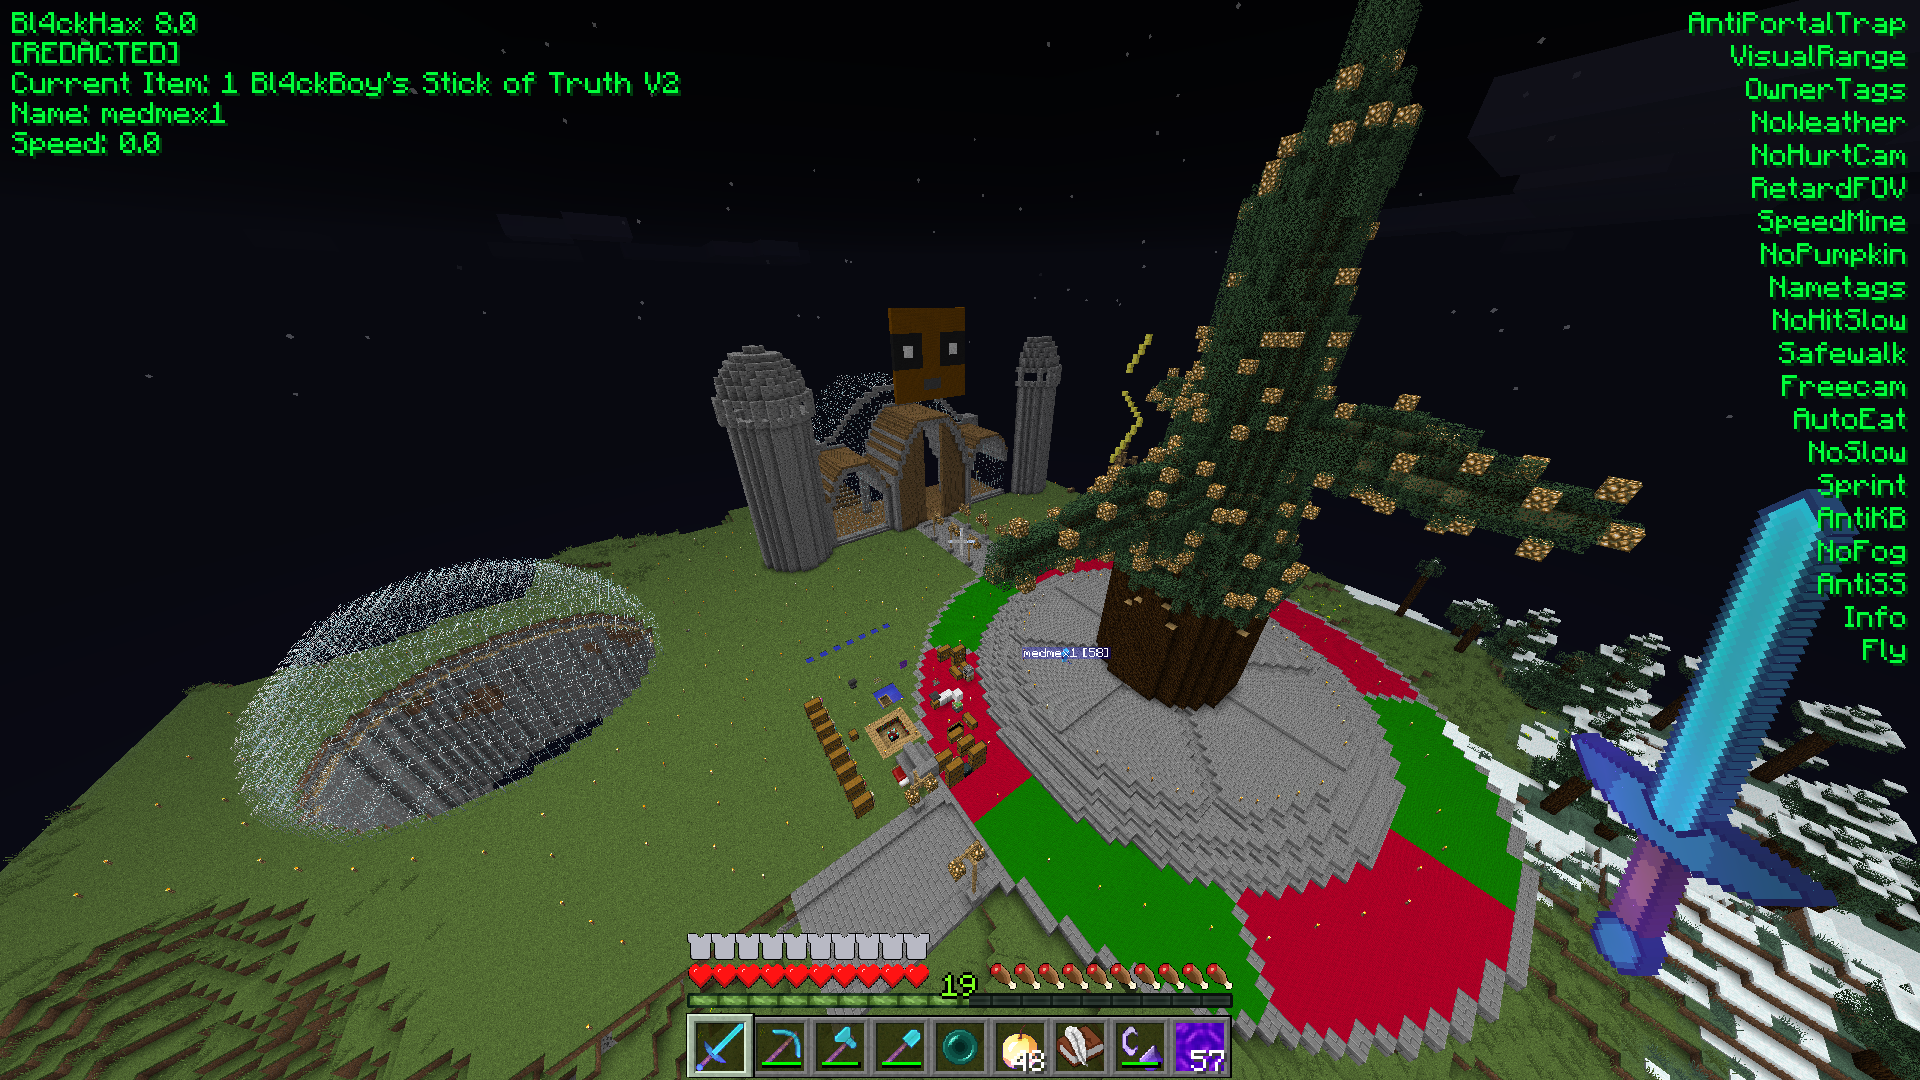 Bl4ckHax 8.0
[REDACTED]
Current Item: 1 Bl4ckBoy's Stick of Truth V2
Name: medmex1
Speed: 0.0
AntiPortalTrap
VisualRange
OwnerTags
NoWeather
NoHurtCam
RetardFOV
SpeedMine
NoPumpkin
Nametags
NoHitSlow
Safewalk
Freecam
AutoEat
NoSlow
Sprint
AntiKB
NoFog
AntiSS
Info
Fly
medmex1 [58]
19
48
57